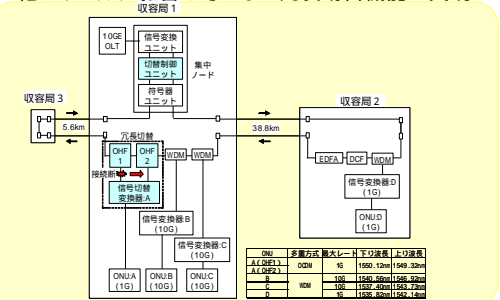 収容局1
10GE
OLT
信号変換
ユニット
切替制御
ユニット
符号器
ユニット
集中
ノード
収容局3
5.6km
38.8km
収容局2
冗長切替
OHF
1
OHF
2
WDM
WDM
接続断
信号切替
変換器:A
信号変換器:B
(10G)
信号変換器:C
(10G)
ONU:A
(1G)
ONU:B
(10G)
ONU:C
(10G)
EDFA
DCF
WDM
信号変換器:D
(1G)
ONU:D
(1G)
ONU 多重方式 最大レート 下り波長 上り波長
A(OHF1) OCDM 1G 1550.12nm 1549.32nm
A(OHF2)
B WDM 10G 1540.56nm 1546.92nm
C 10G 1537.40nm 1543.73nm
D 1G 1535.82nm 1542.14nm